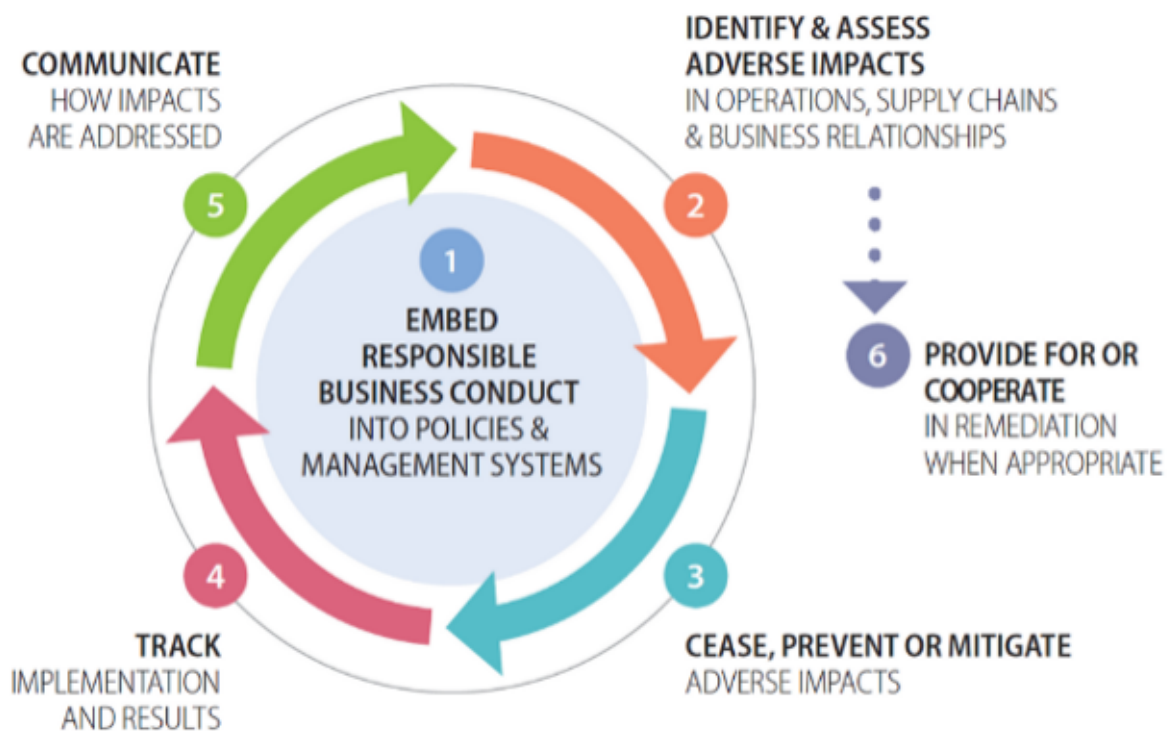 COMMUNICATE
HOW IMPACTS
ARE ADDRESSED
5
IDENTIFY & ASSESS
ADVERSE IMPACTS
IN OPERATIONS, SUPPLY CHAINS
& BUSINESS RELATIONSHIPS
2
1
EMBED
RESPONSIBLE
BUSINESS CONDUCT
INTO POLICIES &
MANAGEMENT SYSTEMS
6
PROVIDE FOR OR
COOPERATE
IN REMEDIATION
WHEN APPROPRIATE
4
TRACK
IMPLEMENTATION
AND RESULTS
3
CEASE, PREVENT OR MITIGATE
ADVERSE IMPACTS